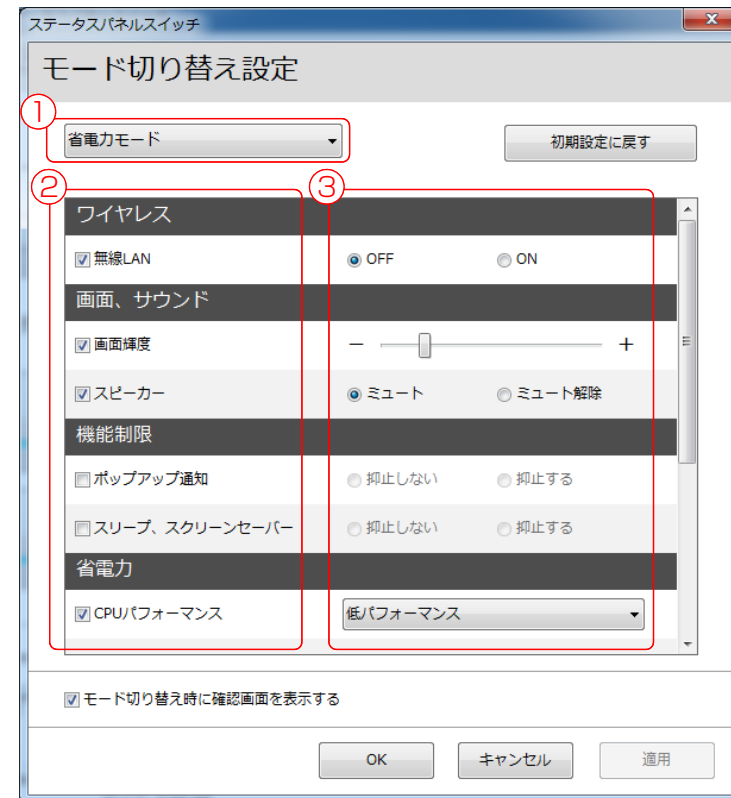 ステータスパネルスイッチ
モード切り替え設定
①
省電力モード
初期設定に戻す
② ③
ワイヤレス
無線LAN OFF ON
画面、サウンド
画面輝度 − +
スピーカー ミュート ミュート解除
機能制限
ポップアップ通知 抑止しない 抑止する
スリープ、スクリーンセーバー 抑止しない 抑止する
省電力
CPUパフォーマンス 低パフォーマンス
モード切り替え時に確認画面を表示する
OK キャンセル 適用